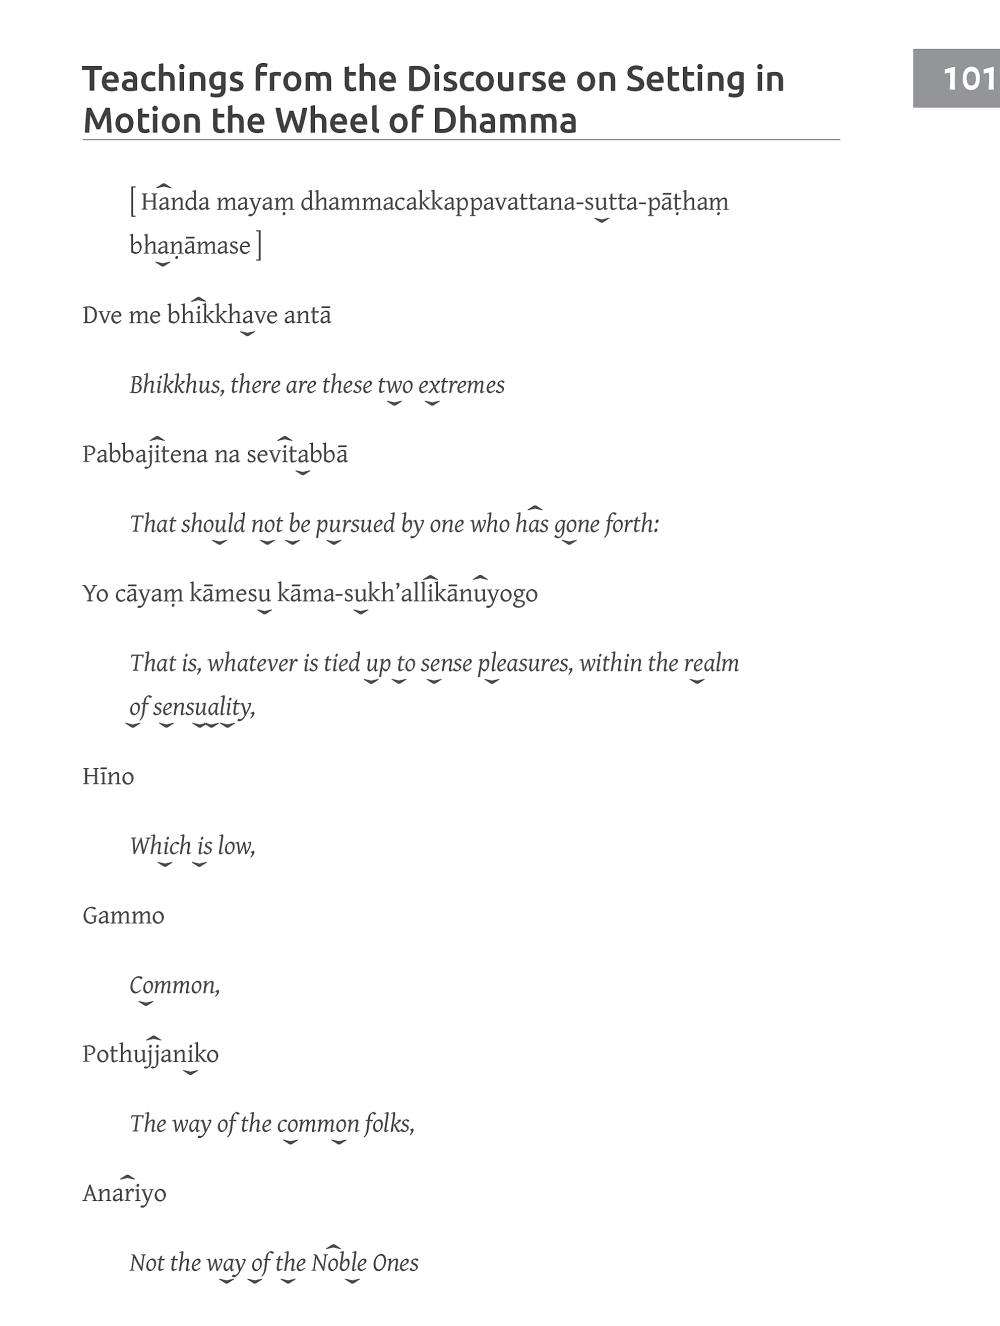 Teachings from the Discourse on Setting in
Motion the Wheel of Dhamma
101
[ Handa mayaṃ dhammacakkappavattana-sutta-pāṭhaṃ
bhaṇāmase ]
Dve me bhikkhave antā
Bhikkhus, there are these two extremes
Pabbajitena na sevitabbā
That should not be pursued by one who has gone forth:
Yo cāyaṃ kāmesu kāma-sukh’allikānuyogo
That is, whatever is tied up to sense pleasures, within the realm
of sensuality,
Hīno
Which is low,
Gammo
Common,
Pothujjaniko
The way of the common folks,
Anariyo
Not the way of the Noble Ones